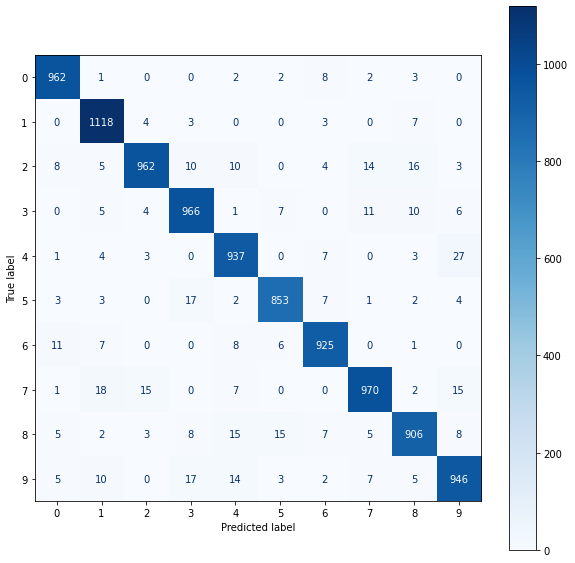 0 962 1 0 0 2 2 8 2 3 0
1 0 1118 4 3 0 0 3 0 7 0
2 8 5 962 10 10 0 4 14 16 3
3 0 5 4 966 1 7 0 11 10 6
4 1 4 3 0 937 0 7 0 3 27
5 3 3 0 17 2 853 7 1 2 4
6 11 7 0 0 8 6 925 0 1 0
7 1 18 15 0 7 0 0 970 2 15
8 5 2 3 8 15 15 7 5 906 8
9 5 10 0 17 14 3 2 7 5 946
0 1 2 3 4 5 6 7 8 9
True label
Predicted label
1000
800
600
400
200
0